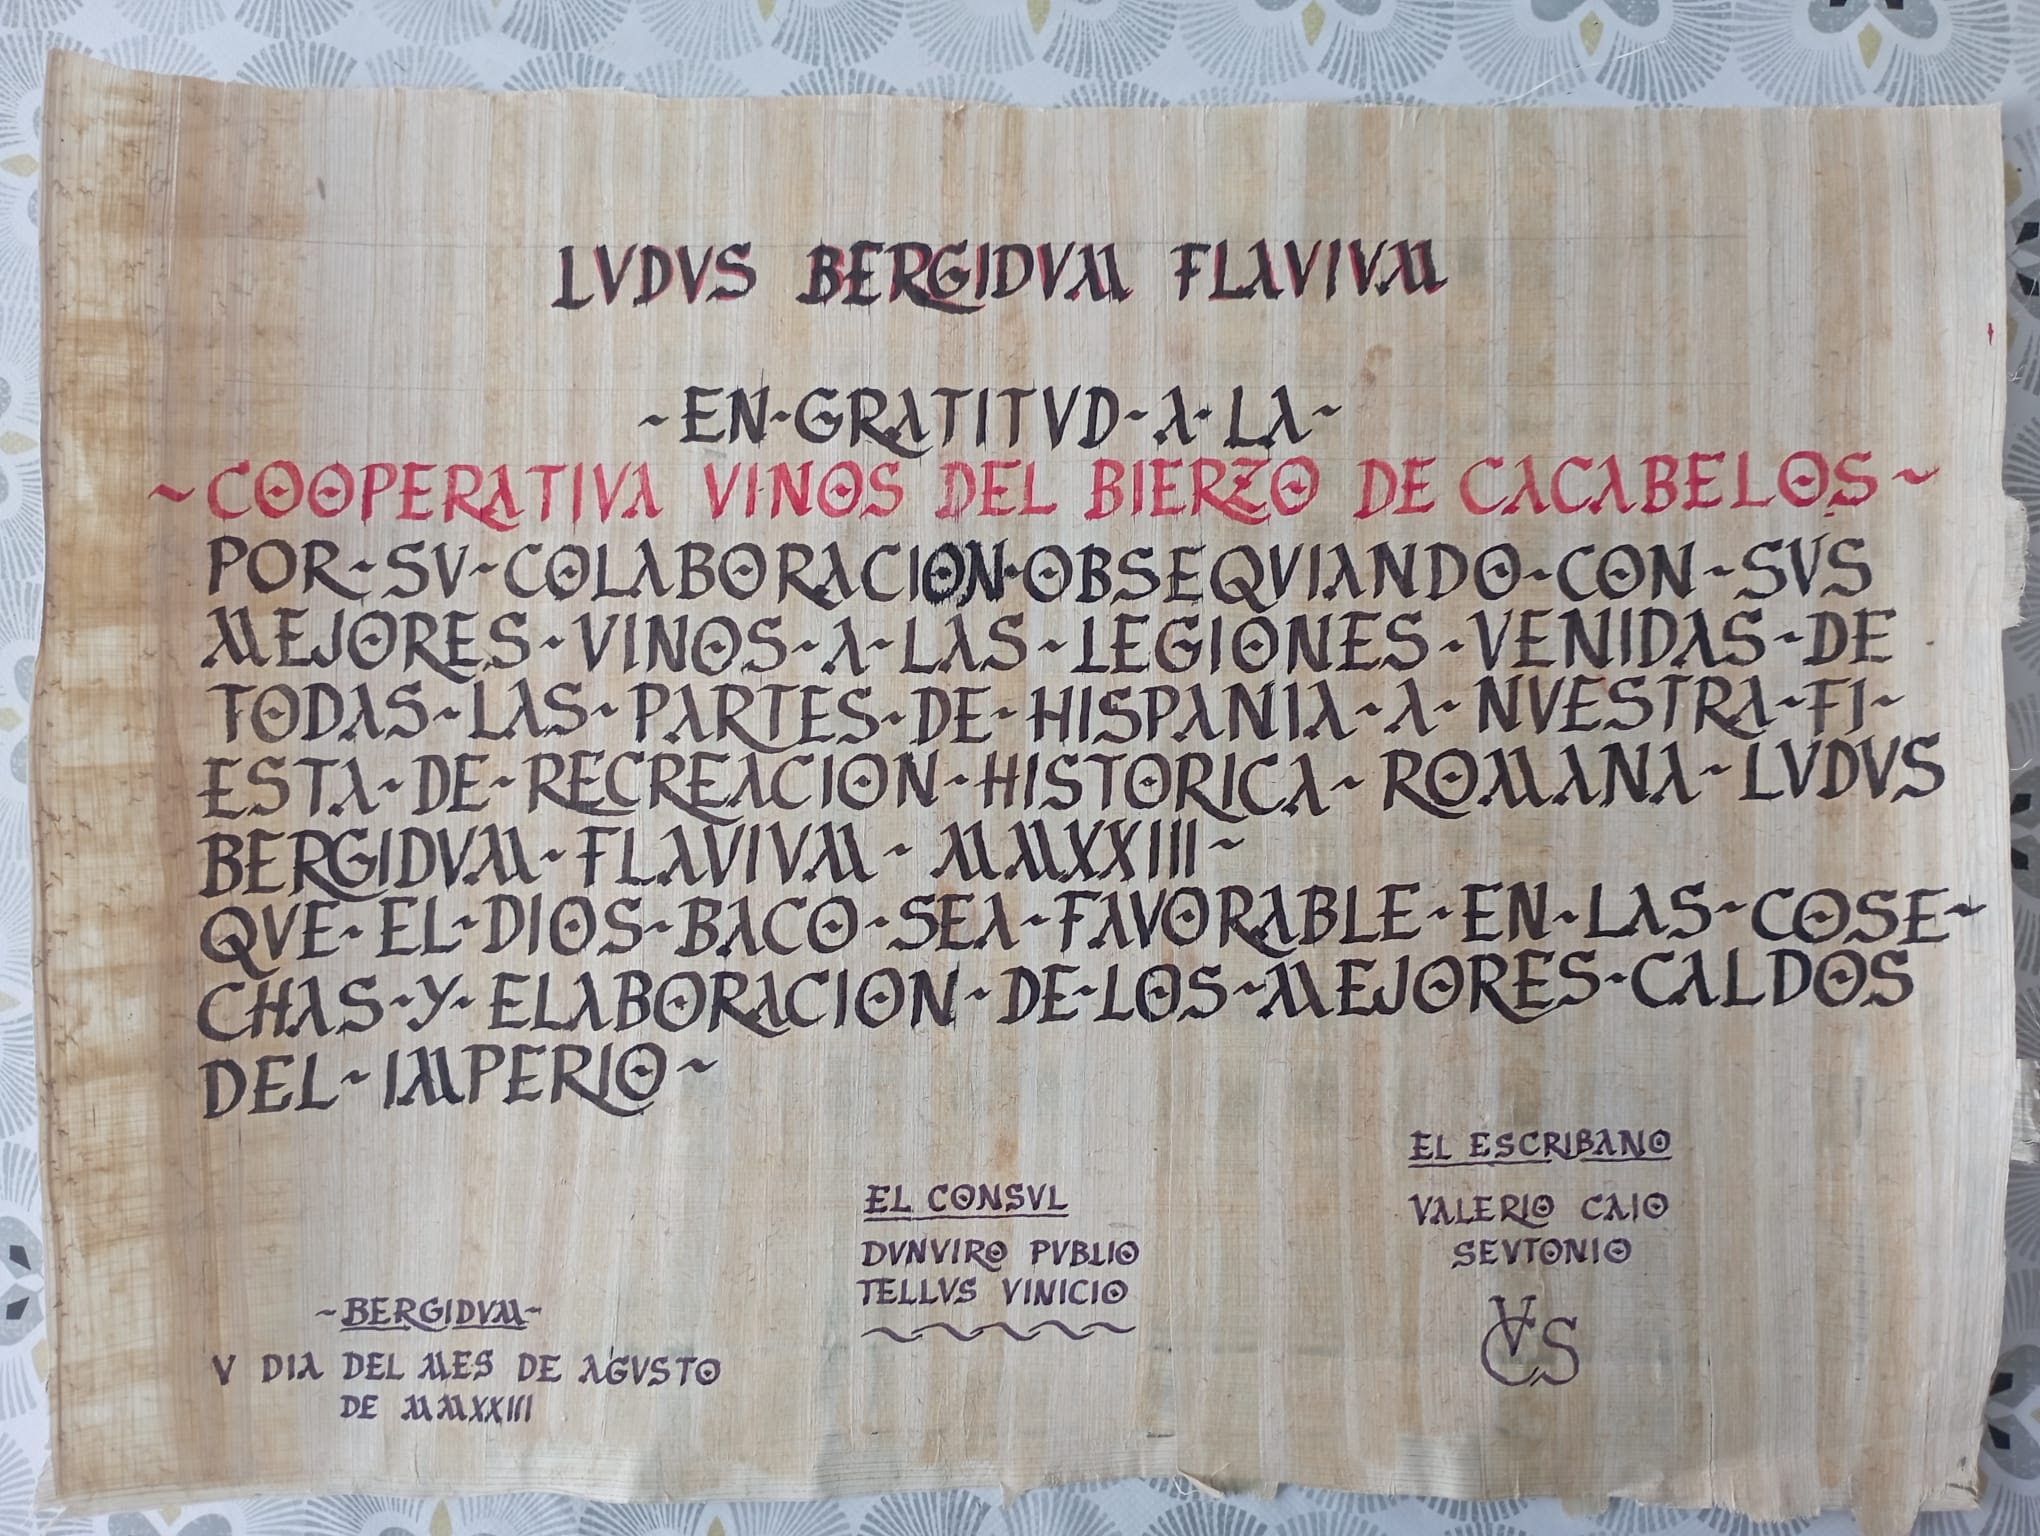 LVDVS BERGIDVM FLAVIVM
~EN~GRATITVD~A~LA~
~COOPERATIVA VINOS DEL BIERZO DE CACABELOS~
POR~SV~COLABORACION·OBSEQVIANDO~CON~SVS
MEJORES~VINOS~A~LAS~LEGIONES~VENIDAS~DE
TODAS~LAS~PARTES~DE~HISPANIA~A~NVESTRA~FI~
ESTA~DE~RECREACION~HISTORICA~ROMANA~LVDVS
BERGIDVM~FLAVIVM~MMXXIII~
QVE~EL~DIOS~BACO~SEA~FAVORABLE~EN~LAS~COSE~
CHAS~Y~ELABORACION~DE~LOS~MEJORES~CALDOS
DEL~IMPERIO~
EL ESCRIBANO
VALERIO CAIO
SEVTONIO
VCS
EL CONSVL
DVNVIRO PVBLIO
TELLVS VINICIO
~BERGIDVM~
V DIA DEL MES DE AGVSTO
DE MMXXIII